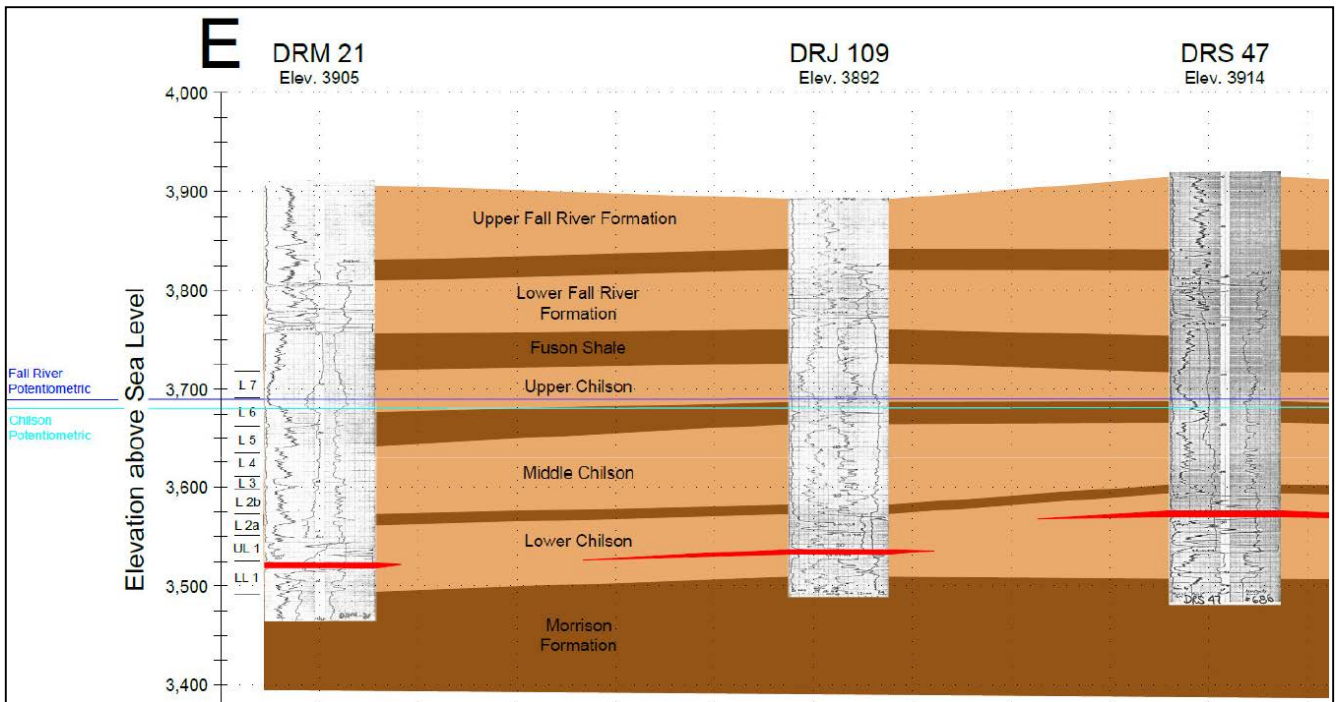 E
DRM 21
Elev. 3905
DRJ 109
Elev. 3892
DRS 47
Elev. 3914
4,000
3,900
3,800
3,700
3,600
3,500
3,400
Elevation above Sea Level
Fall River
Potentiometric
Chilson
Potentiometric
L 7
L 6
L 5
L 4
L 3
L 2b
L 2a
UL 1
LL 1
Upper Fall River Formation
Lower Fall River
Formation
Fuson Shale
Upper Chilson
Middle Chilson
Lower Chilson
Morrison
Formation
DRS 47